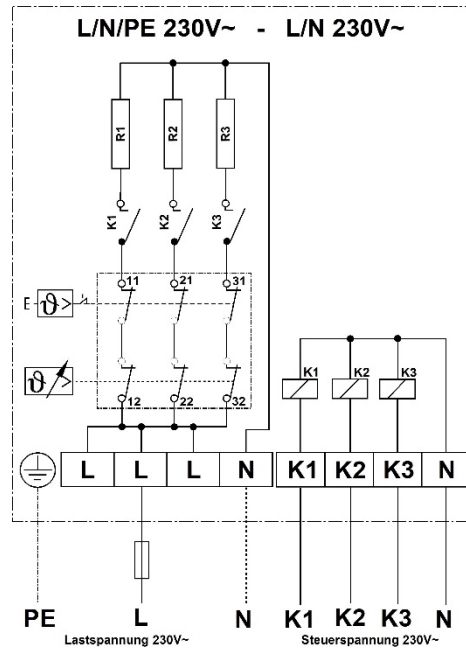 L/N/PE 230V~ - L/N 230V~
R1 R2 R3
K1 K2 K3
11 21 31
E ϑ >
K1 K2 K3
ϑ >
12 22 32
L L L N K1 K2 K3 N
PE L N K1 K2 K3 N
Lastspannung 230V~ Steuerspannung 230V~